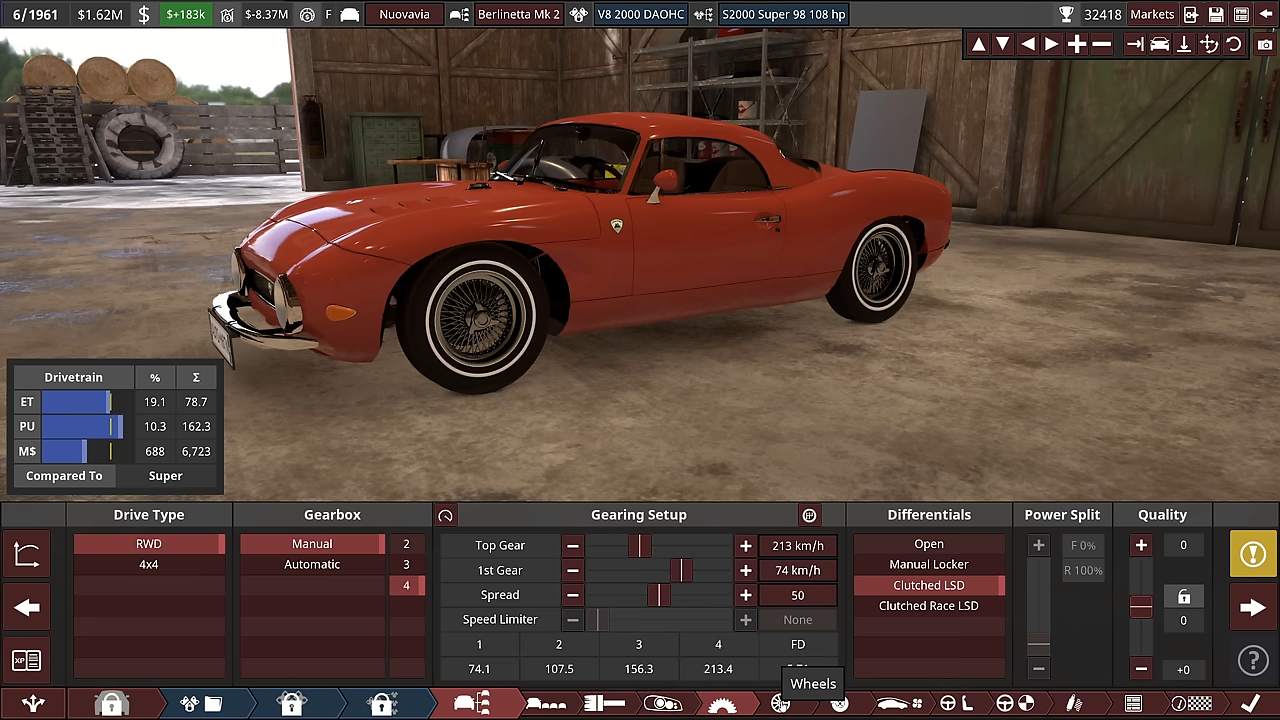 6/1961 $1.62M $ $+183k $-8.37M F Nuovavia Berlinetta Mk 2 V8 2000 DAOHC S2000 Super 98 108 hp 32418 Markets
Drivetrain % Σ
ET 19.1 78.7
PU 10.3 162.3
M$ 688 6,723
Compared To Super
Drive Type Gearbox Gearing Setup Differentials Power Split Quality
RWD Manual 2 Top Gear 213 km/h Open F 0% 0
4x4 Automatic 3 1st Gear 74 km/h Manual Locker R 100%
4 Spread 50 Clutched LSD
XP Speed Limiter None Clutched Race LSD 0
1 2 3 4 FD
74.1 107.5 156.3 213.4 +0
Wheels